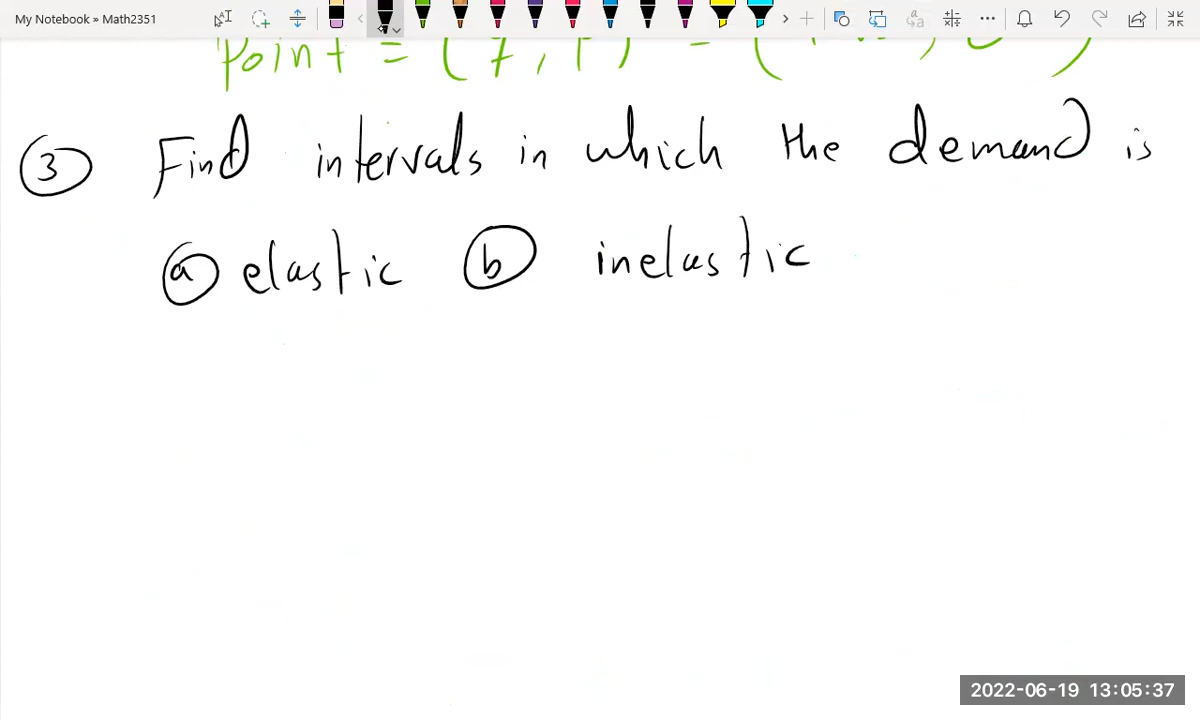 My Notebook » Math2351
Point = (q, p) = (
③ Find intervals in which the demand is
ⓐ elastic ⓑ inelastic
2022-06-19 13:05:37